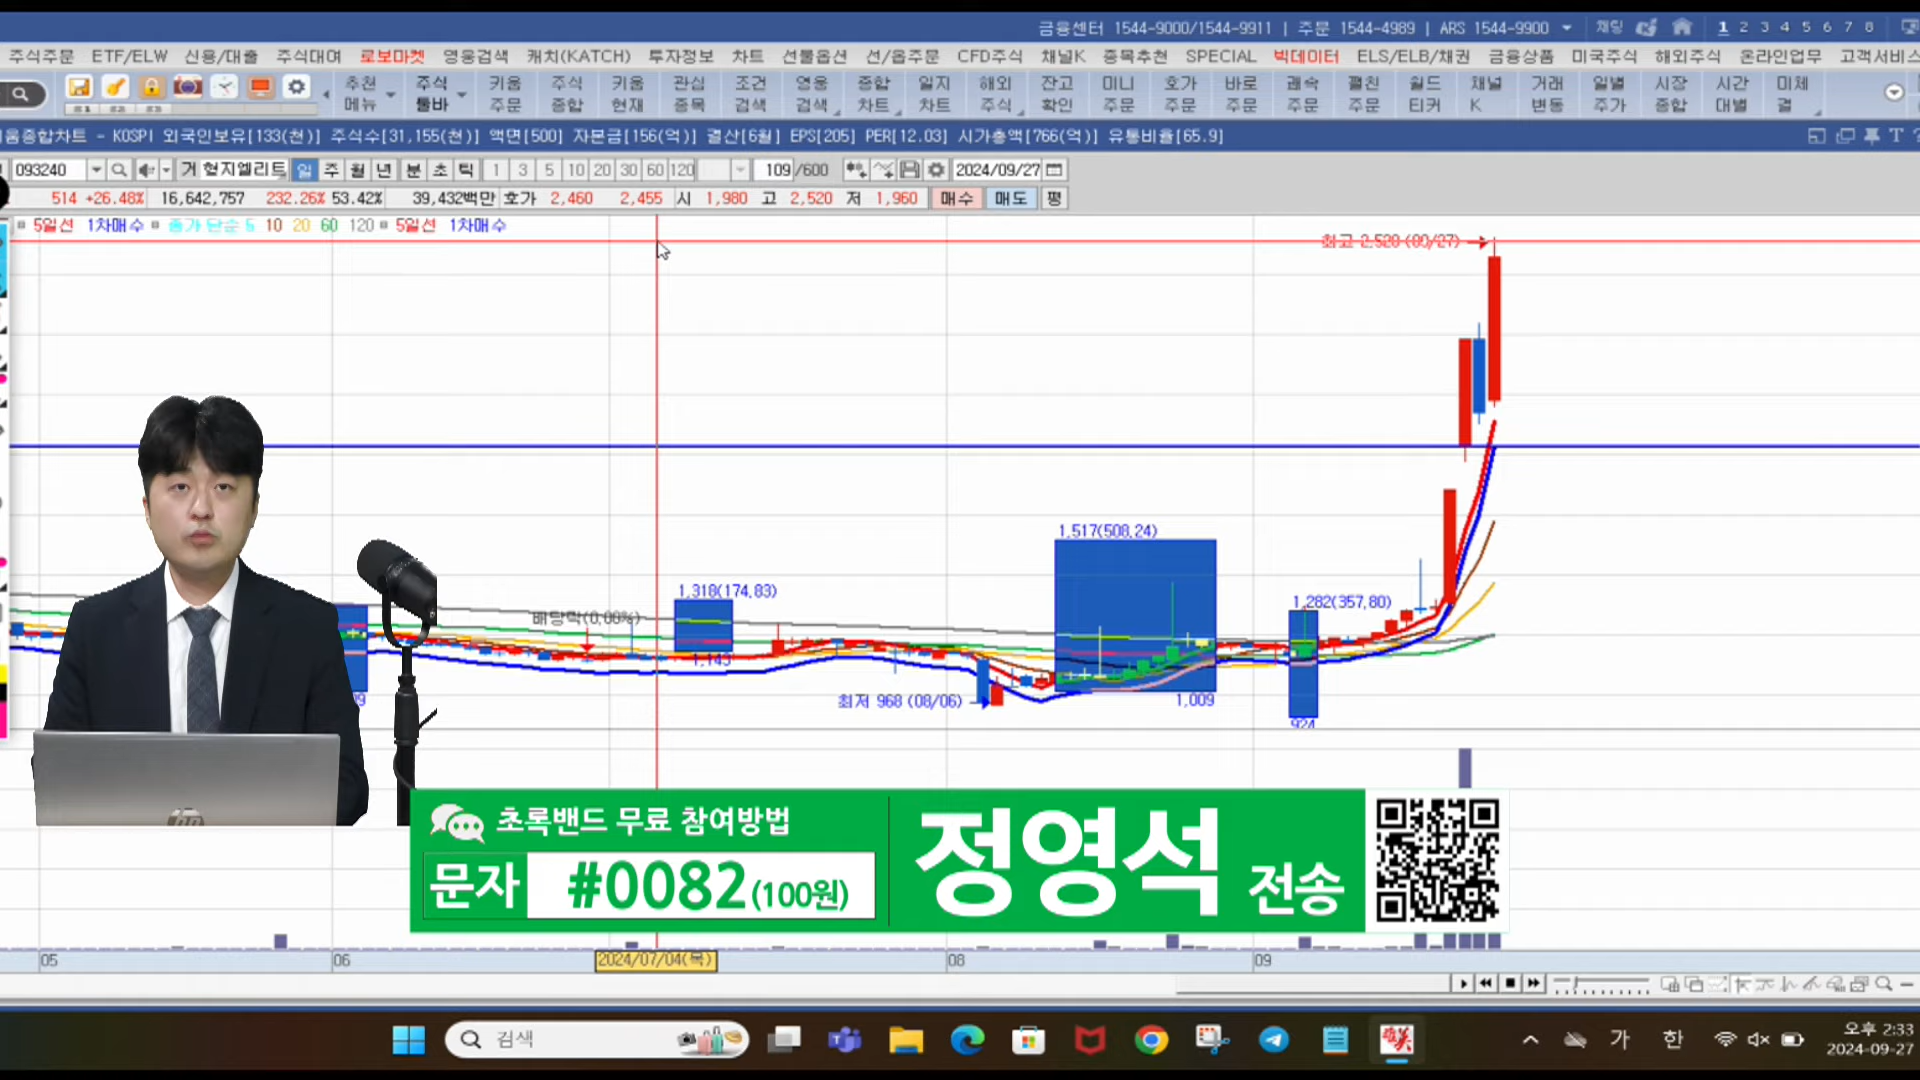 금융센터 1544-9000/1544-9911 | 주문 1544-4989 | ARS 1544-9900 채팅 1 2 3 4 5 6 7 8
주식주문 ETF/ELW 신용/대출 주식대여 로보마켓 영웅검색 캐치(KATCH) 투자정보 차트 선물옵션 선/옵주문 CFD주식 채널K 종목추천 SPECIAL 빅데이터 ELS/ELB/채권 금융상품 미국주식 해외주식 온라인업무 고객서비스
추천 주식 키움 주식 키움 관심 조건 영웅 종합 일지 해외 잔고 미니 호가 바로 쾌속 펼친 월드 채널 거래 일별 시장 시간 미체
메뉴 툴바 주문 종합 현재 종목 검색 검색 차트 차트 주식 확인 주문 주문 주문 주문 주문 티커 K 변동 주가 종합 대별 결
움종합차트 - KOSPI 외국인보유[133(천)] 주식수[31,155(천)] 액면[500] 자본금[156(억)] 결산[6월] EPS[205] PER[12.03] 시가총액[766(억)] 유통비율[65.9]
093240 거 현지엘리트 일 주 월 년 분 초 틱 1 3 5 10 20 30 60 120 109 /600 2024/09/27
514 +26.48% 16,642,757 232.26% 53.42% 39,432백만 호가 2,460 2,455 시 1,980 고 2,520 저 1,960 매수 매도 평
5일선 1차매수 종가 단순 5 10 20 60 120 5일선 1차매수
최고 2,520 (09/27)
1,517(508,24)
1,318(174,83)
1,282(357,80)
배당락(0,00%)
1,143
최저 968 (08/06)
1,009
924
초록밴드 무료 참여방법
문자 #0082(100원)
정영석 전송
05 06 2024/07/04(목) 08 09
검색
가 한
오후 2:33
2024-09-27